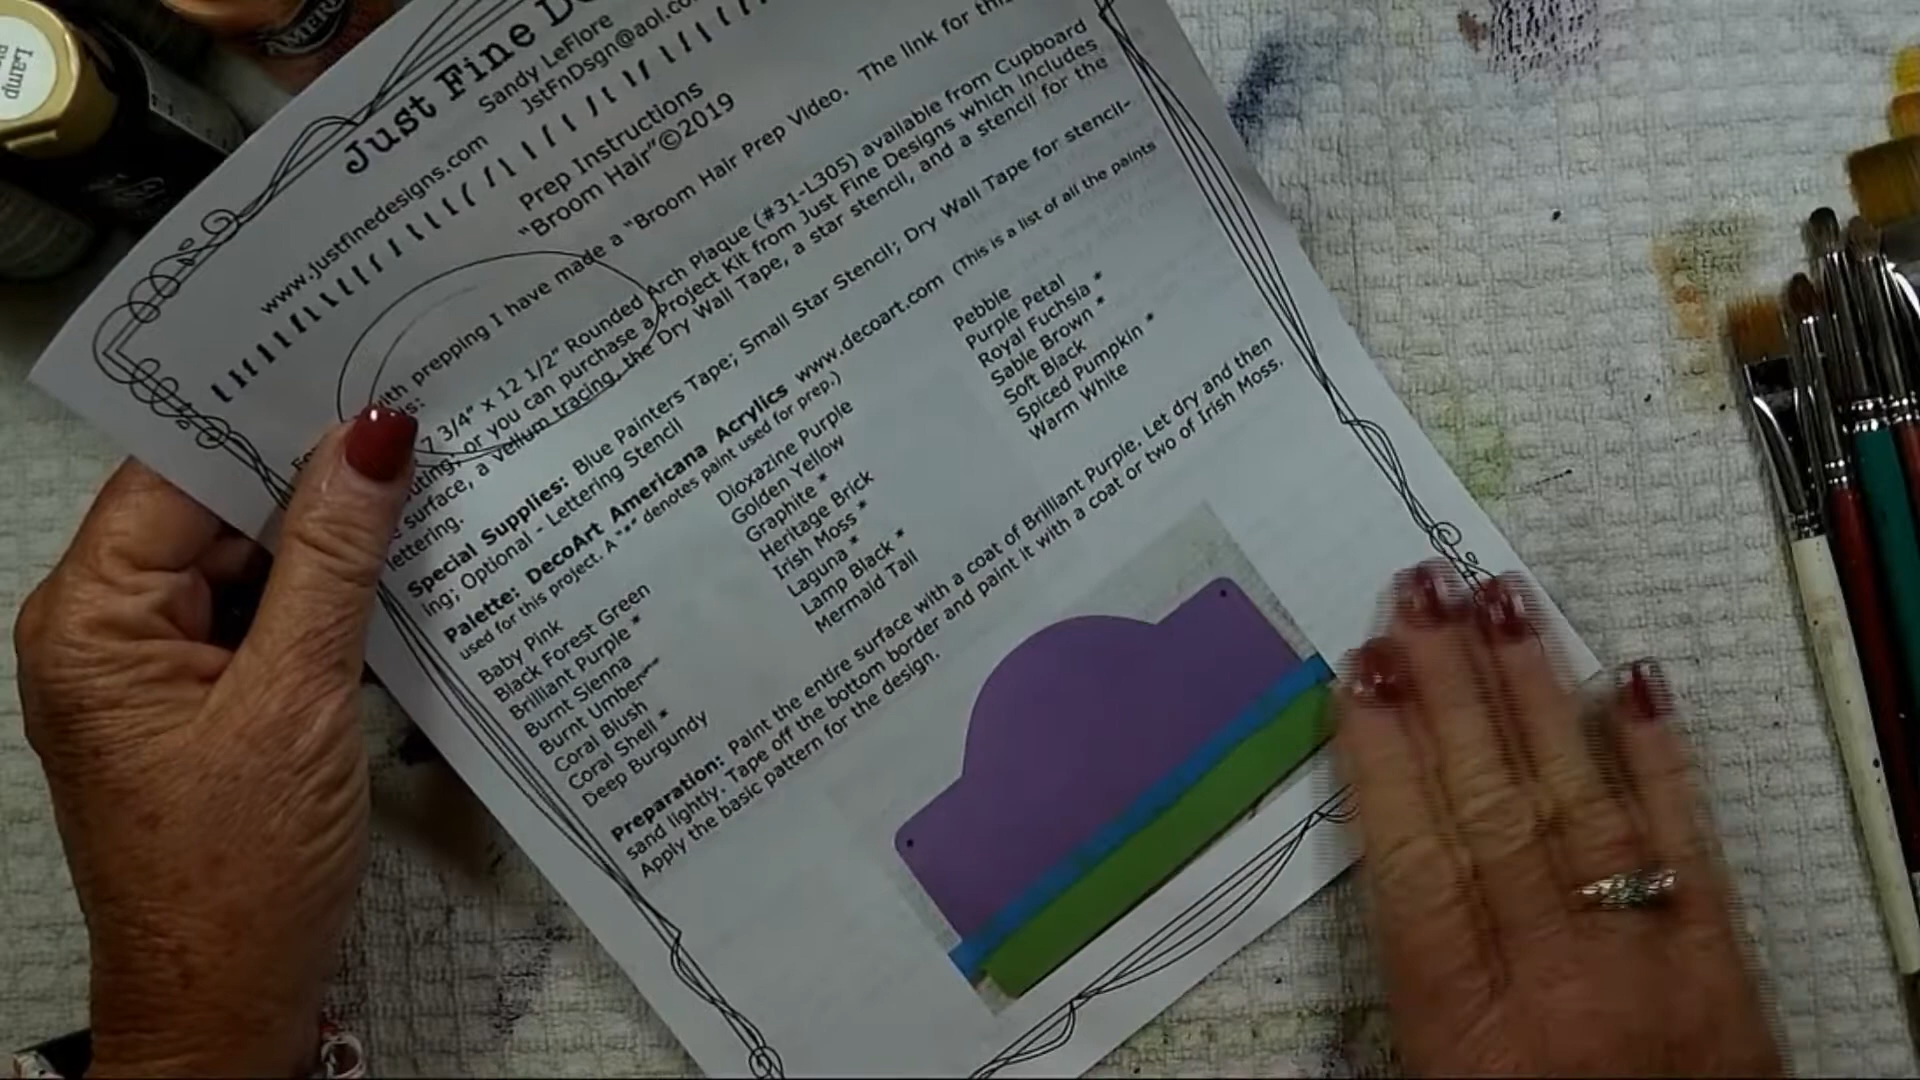 Just Fine
Sandy LeFlore
www.justfinedesigns.com JstFnDsgn@aol.co
Prep Instructions
"Broom Hair"©2019
with prepping I have made a "Broom Hair Prep Video. The link for this
7 3/4" x 12 1/2" Rounded Arch Plaque (#31-L305) available from Cupboard
or you can purchase a Project Kit from Just Fine Designs which includes
surface, a vellum tracing, the Dry Wall Tape, a star stencil, and a stencil for the
lettering.
Special Supplies: Blue Painters Tape; Small Star Stencil; Dry Wall Tape for stencil-
ing; Optional - Lettering Stencil
Palette: DecoArt Americana Acrylics www.decoart.com (This is a list of all the paints
used for this project. A "*" denotes paint used for prep.)
Baby Pink
Black Forest Green
Brilliant Purple *
Burnt Sienna
Burnt Umber
Coral Blush
Coral Shell *
Deep Burgundy
Dioxazine Purple
Golden Yellow
Graphite *
Heritage Brick
Irish Moss *
Laguna *
Lamp Black *
Mermaid Tail
Pebble
Purple Petal
Royal Fuchsia *
Sable Brown *
Soft Black
Spiced Pumpkin *
Warm White
Preparation: Paint the entire surface with a coat of Brilliant Purple. Let dry and then
sand lightly. Tape off the bottom border and paint it with a coat or two of Irish Moss.
Apply the basic pattern for the design.
Lamp